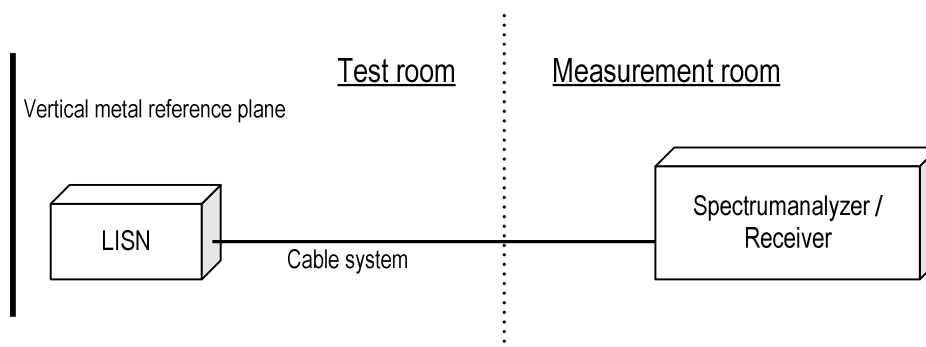 Test room
Measurement room
Vertical metal reference plane
LISN
Cable system
Spectrumanalyzer /
Receiver